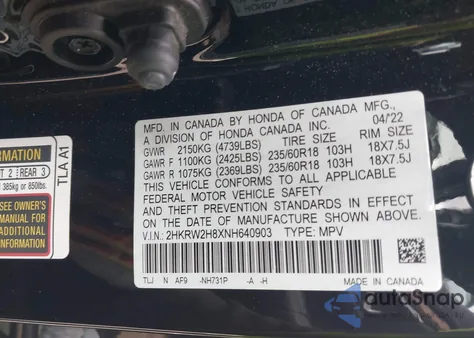 MFD. IN CANADA BY HONDA OF CANADA MFG.,
A DIV. OF HONDA CANADA INC. 04/22
GVWR 2150KG (4739LBS) TIRE SIZE RIM SIZE
GAWR F 1100KG (2425LBS) 235/60R18 103H 18X7.5J
GAWR R 1075KG (2369LBS) 235/60R18 103H 18X7.5J
THIS VEHICLE CONFORMS TO ALL APPLICABLE
FEDERAL MOTOR VEHICLE SAFETY
AND THEFT PREVENTION STANDARDS IN EFFECT
ON THE DATE OF MANUFACTURE SHOWN ABOVE.
V.I.N.: 2HKRW2H8XNH640903 TYPE: MPV
TLJ N AF9 -NH731P -A -H
MADE IN CANADA
ORMATION
T 2 REAR 3
385kg or 850lbs.
TLA A1
SEE OWNER'S
MANUAL FOR
ADDITIONAL
autoSnap